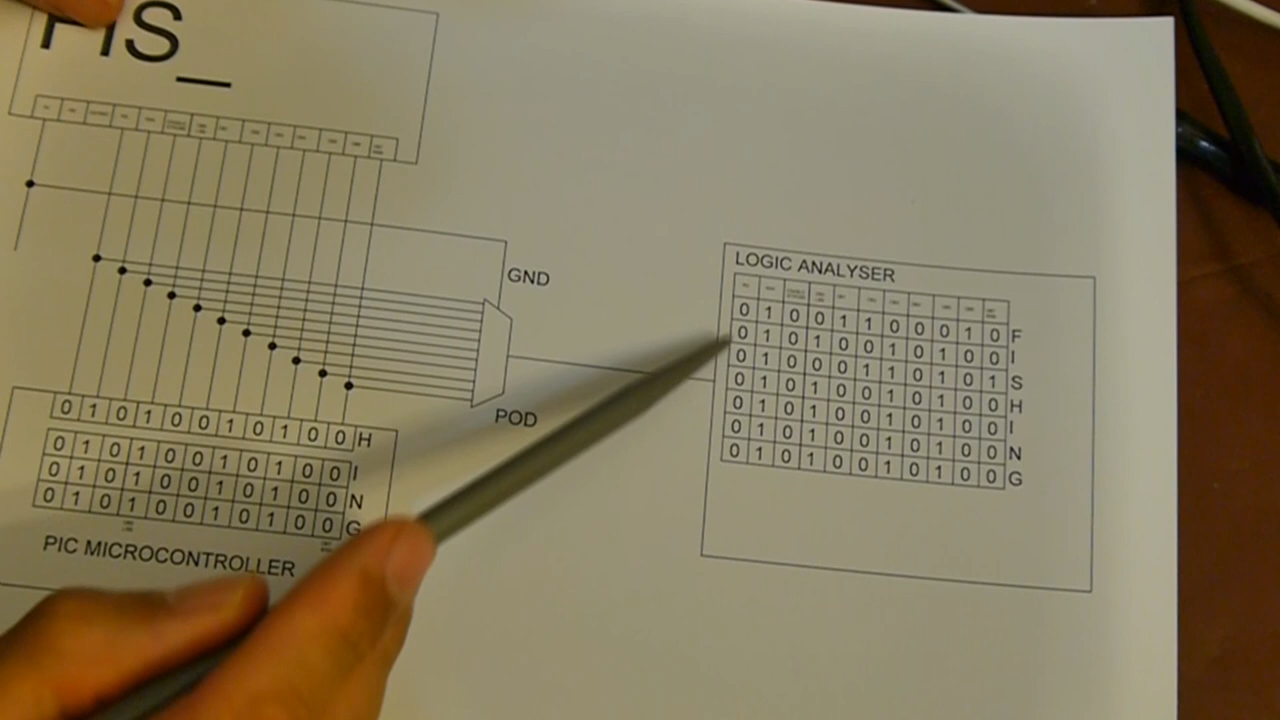 FIS_
GND
LOGIC ANALYSER
0 1 0 0 1 1 0 0 0 1 0 F
0 1 0 1 0 0 1 0 1 0 0 I
0 1 0 0 0 1 1 0 1 0 1 S
0 1 0 1 0 0 1 0 1 0 0 H
0 1 0 1 0 0 1 0 1 0 0 I
0 1 0 1 0 0 1 0 1 0 0 N
0 1 0 1 0 0 1 0 1 0 0 G
POD
0 1 0 1 0 0 1 0 1 0 0 H
0 1 0 1 0 0 1 0 1 0 0 I
0 1 0 1 0 0 1 0 1 0 0 N
0 1 0 1 0 0 1 0 1 0 0 G
PIC MICROCONTROLLER